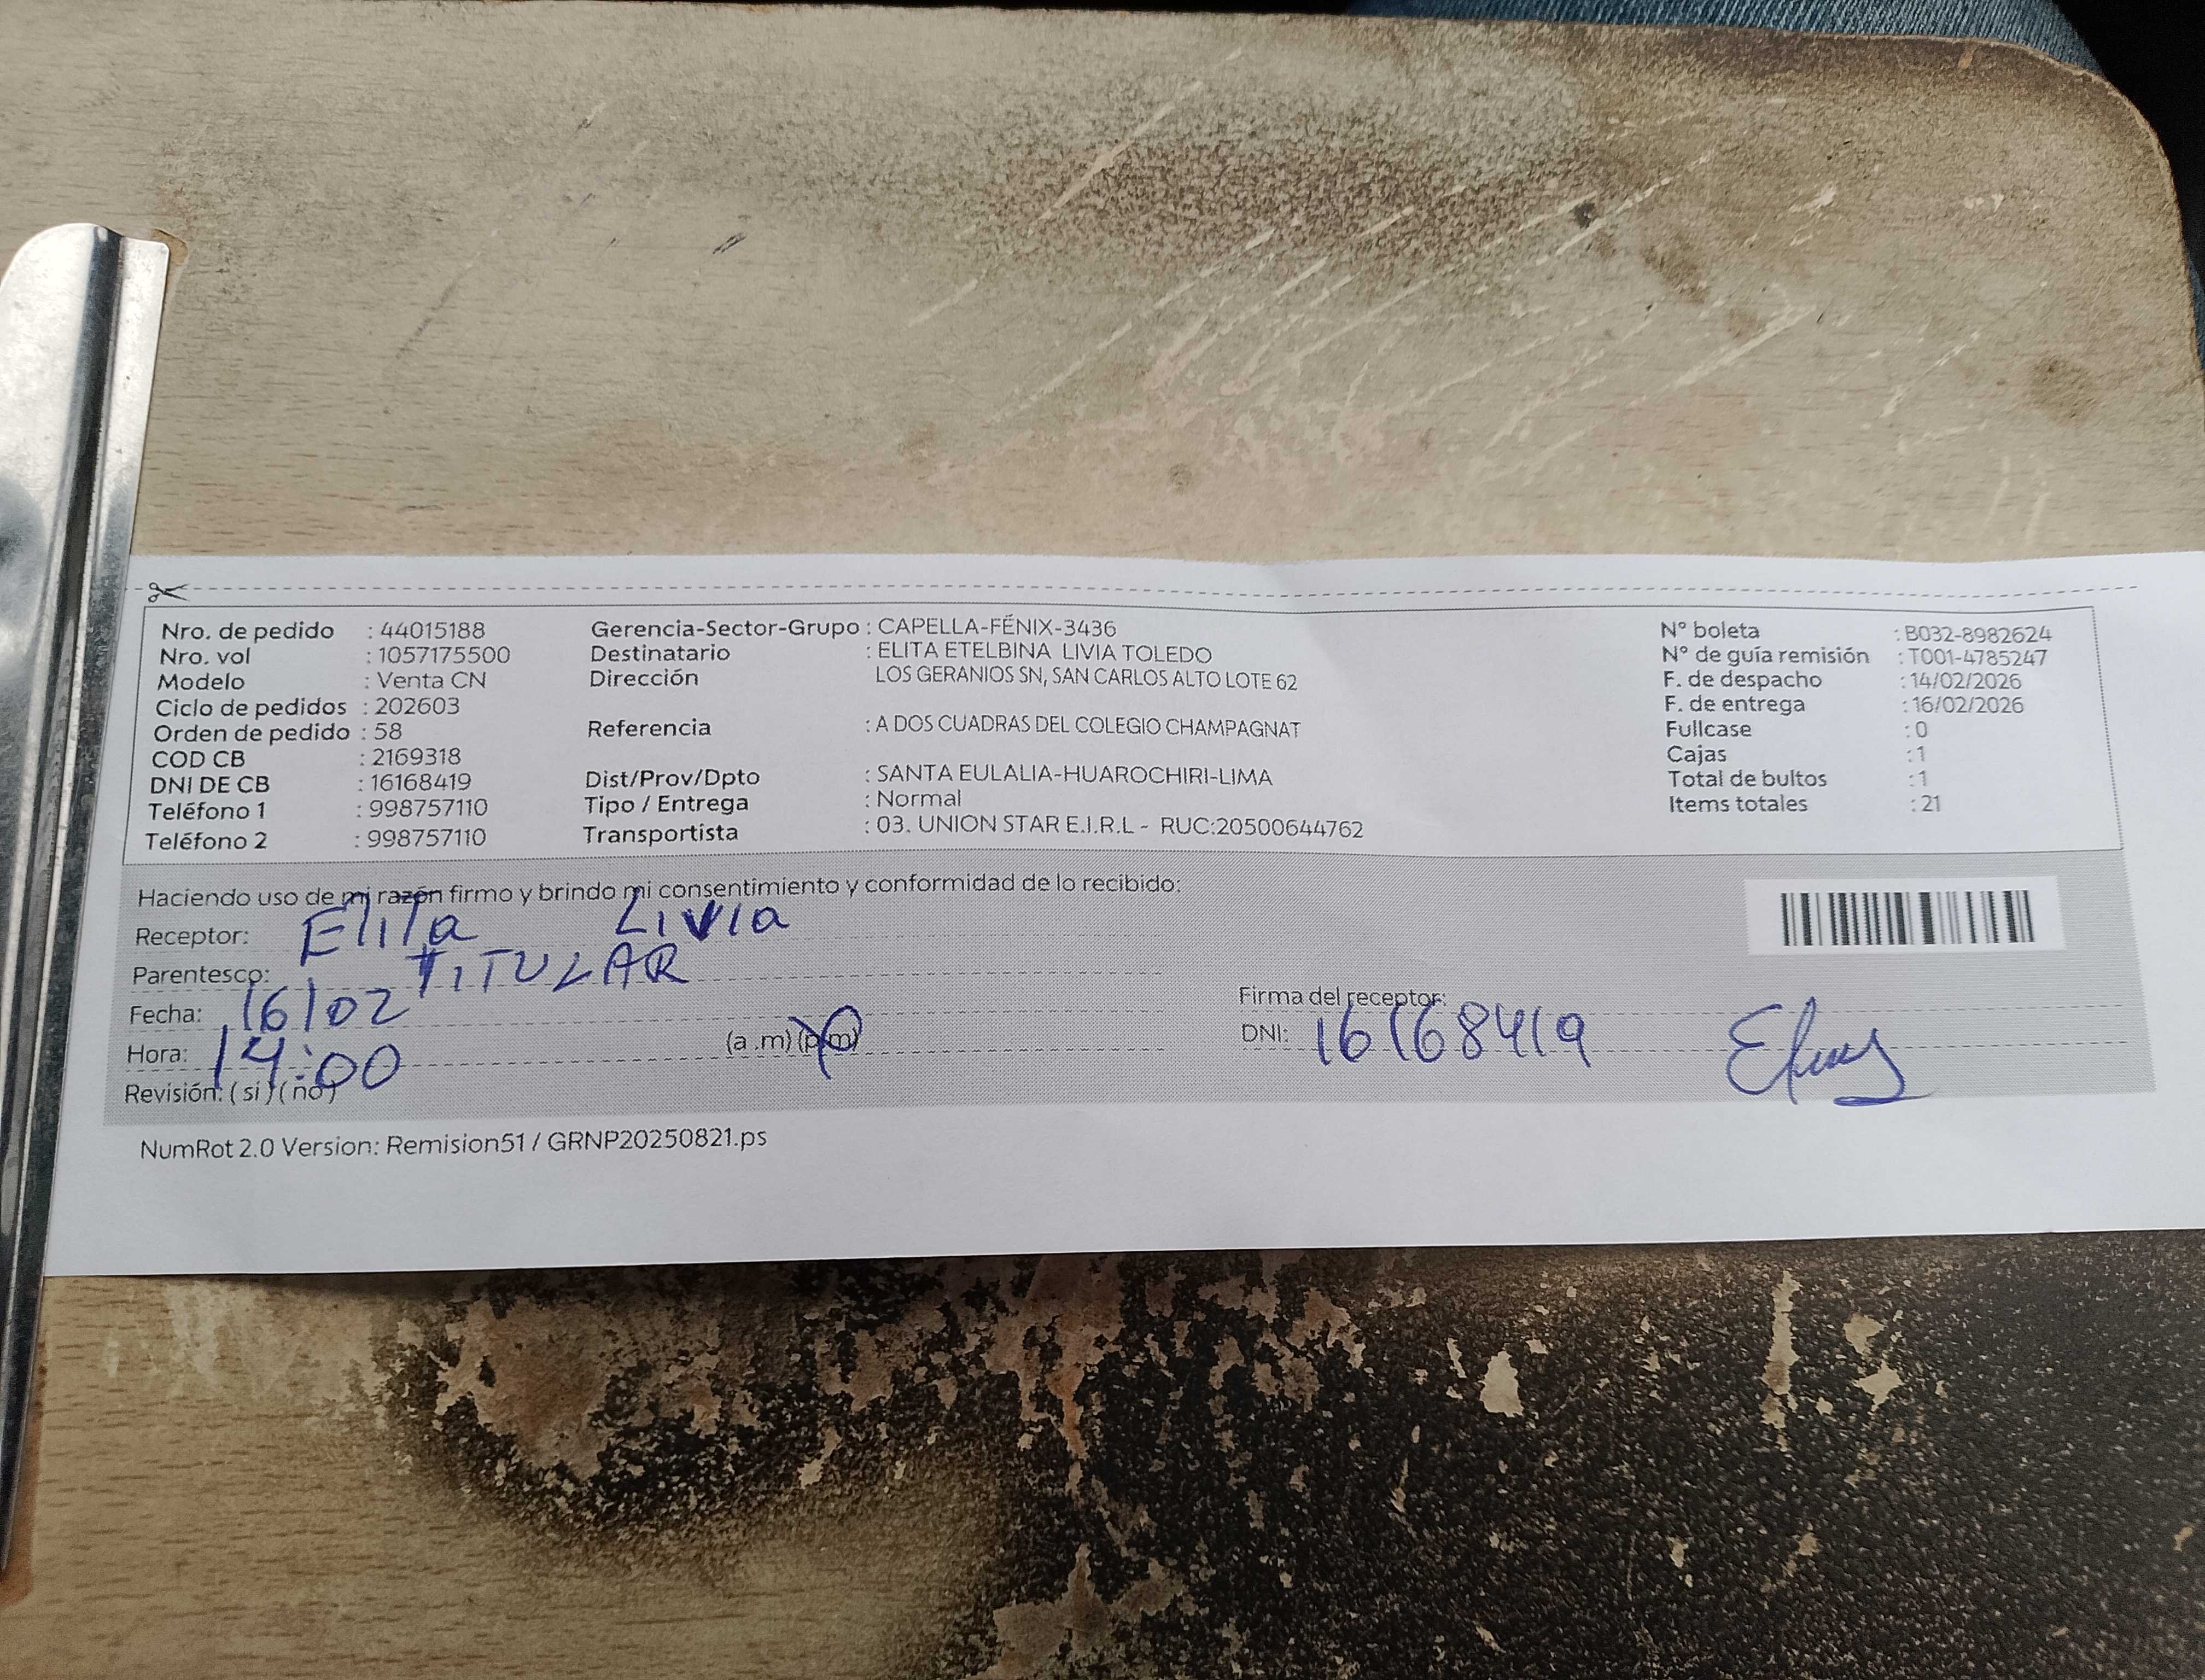 Nro. de pedido : 44015188
Nro. vol : 1057175500
Modelo : Venta CN
Ciclo de pedidos : 202603
Orden de pedido : 58
COD CB : 2169318
DNI DE CB : 16168419
Teléfono 1 : 998757110
Teléfono 2 : 998757110
Gerencia-Sector-Grupo : CAPELLA-FÉNIX-3436
Destinatario : ELITA ETELBINA LIVIA TOLEDO
Dirección LOS GERANIOS SN, SAN CARLOS ALTO LOTE 62
Referencia : A DOS CUADRAS DEL COLEGIO CHAMPAGNAT
Dist/Prov/Dpto : SANTA EULALIA-HUAROCHIRI-LIMA
Tipo / Entrega : Normal
Transportista : 03. UNION STAR E.I.R.L - RUC:20500644762
N° boleta : B032-8982624
N° de guía remisión : T001-4785247
F. de despacho : 14/02/2026
F. de entrega : 16/02/2026
Fullcase : 0
Cajas : 1
Total de bultos : 1
Items totales : 21
Haciendo uso de mi razón firmo y brindo mi consentimiento y conformidad de lo recibido:
Receptor: Elita Livia
Parentesco: TITULAR
Fecha: 16/02
Hora: 14:00 (a .m) (p.m)
Revisión: ( si ) ( no )
Firma del receptor:
DNI: 16168419
NumRot 2.0 Version: Remision51 / GRNP20250821.ps